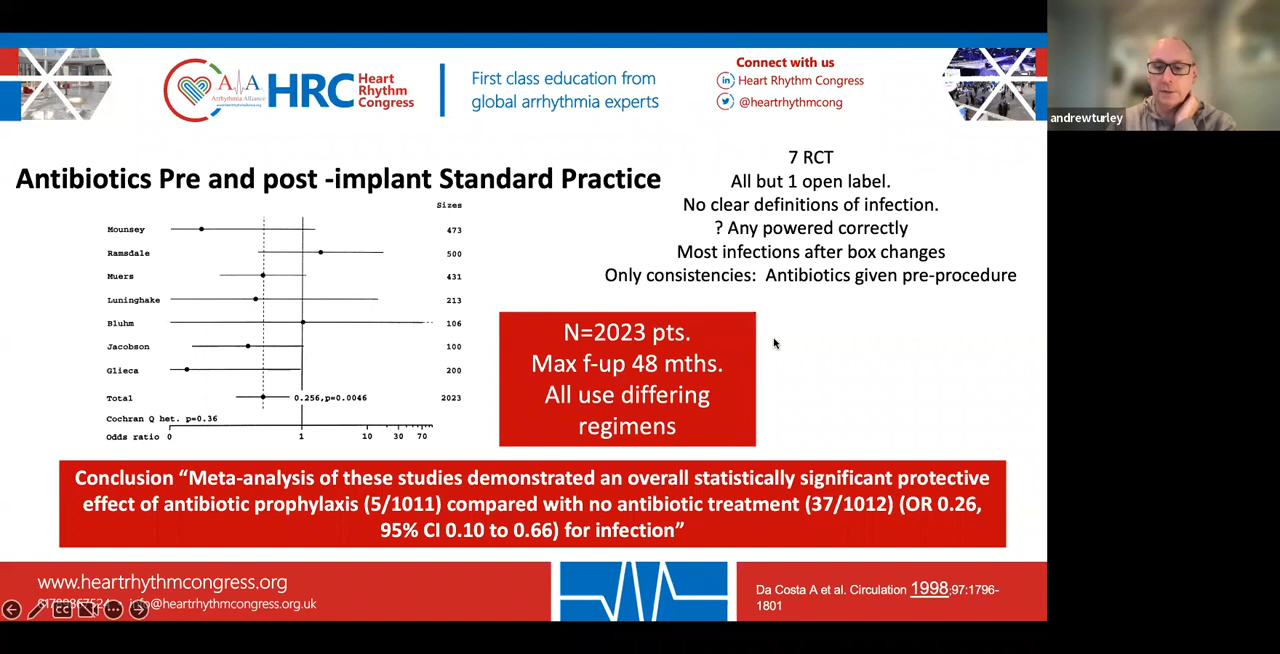 Arrhythmia Alliance
HRC Heart
Rhythm
Congress
First class education from
global arrhythmia experts
Connect with us
Heart Rhythm Congress
@heartrhythmcong
andrewturley
Antibiotics Pre and post -implant Standard Practice
7 RCT
All but 1 open label.
No clear definitions of infection.
? Any powered correctly
Most infections after box changes
Only consistencies: Antibiotics given pre-procedure
Sizes
Mounsey 473
Ramsdale 500
Muers 431
Luninghake 213
Bluhm 106
Jacobson 100
Glieca 200
Total 0.256,p=0.0046 2023
Cochran Q het. p=0.36
Odds ratio 0 1 10 30 70
N=2023 pts.
Max f-up 48 mths.
All use differing
regimens
Conclusion “Meta-analysis of these studies demonstrated an overall statistically significant protective
effect of antibiotic prophylaxis (5/1011) compared with no antibiotic treatment (37/1012) (OR 0.26,
95% CI 0.10 to 0.66) for infection”
www.heartrhythmcongress.org
info@heartrhythmcongress.org.uk
Da Costa A et al. Circulation 1998;97:1796-
1801